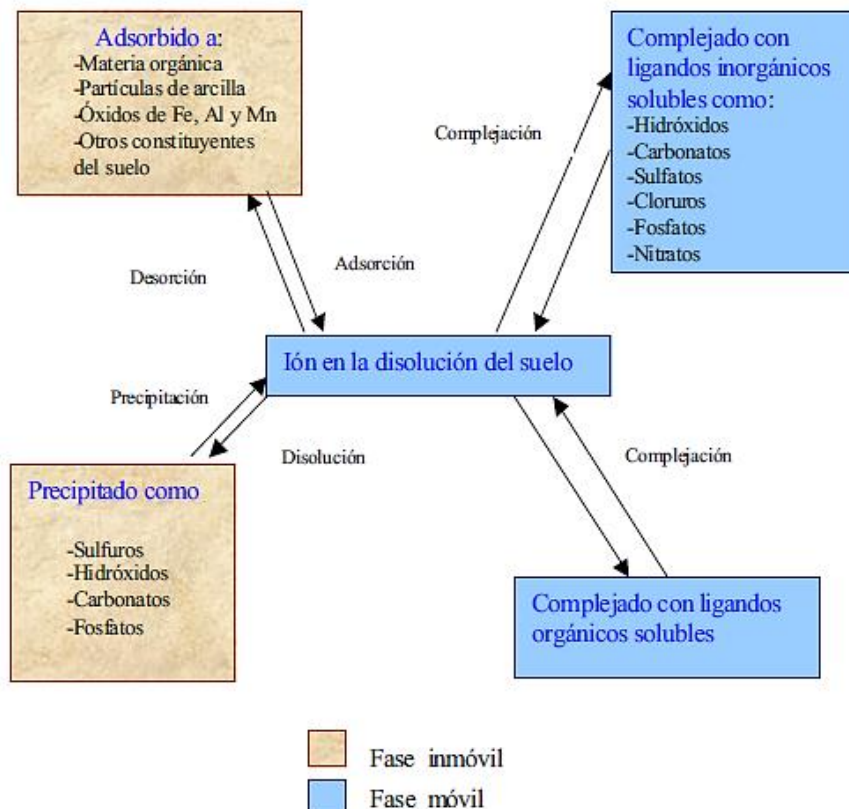 Adsorbido a:
-Materia orgánica
-Partículas de arcilla
-Óxidos de Fe, Al y Mn
-Otros constituyentes
del suelo
Complejado con
ligandos inorgánicos
solubles como:
-Hidróxidos
-Carbonatos
-Sulfatos
-Cloruros
-Fosfatos
-Nitratos
Complejación
Desorción
Adsorción
Ión en la disolución del suelo
Precipitación
Disolución
Complejación
Precipitado como
-Sulfuros
-Hidróxidos
-Carbonatos
-Fosfatos
Complejado con ligandos
orgánicos solubles
Fase inmóvil
Fase móvil